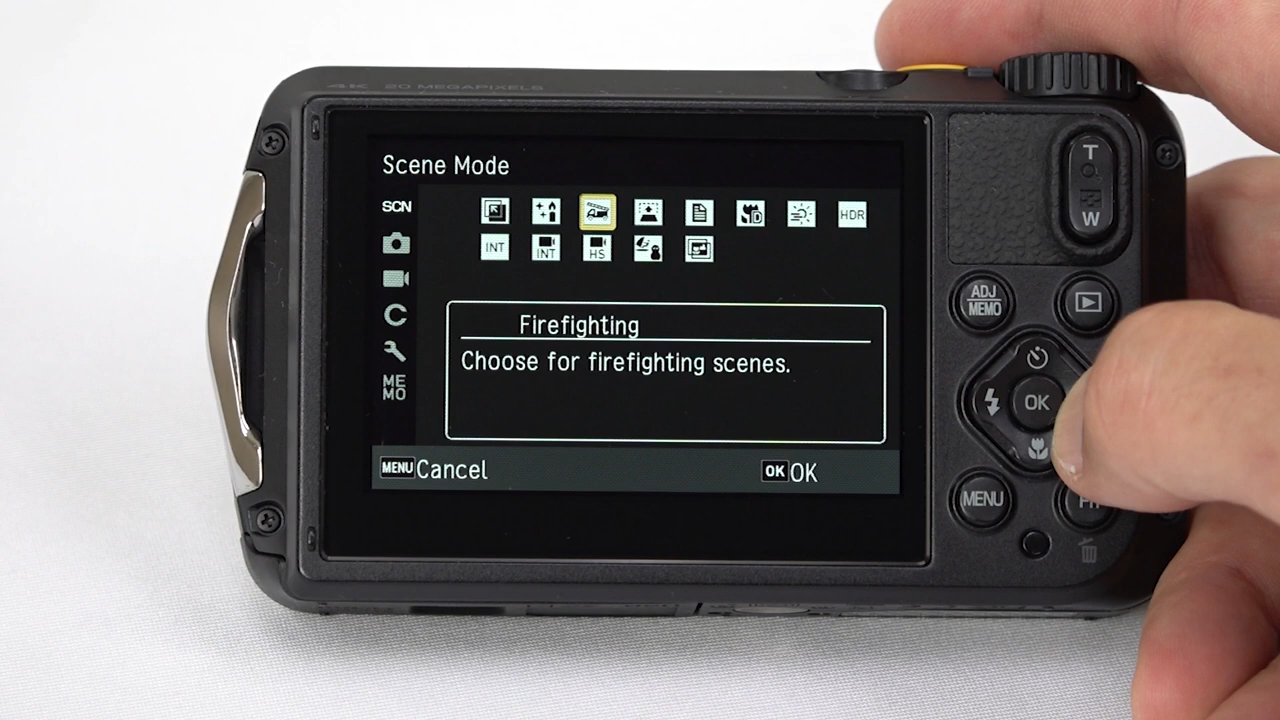 4K 20 MEGAPIXELS
Scene Mode
SCN
HDR
INT
INT
HS
C
ME
MO
Firefighting
Choose for firefighting scenes.
MENU Cancel
OK OK
T
W
ADJ
MEMO
OK
MENU